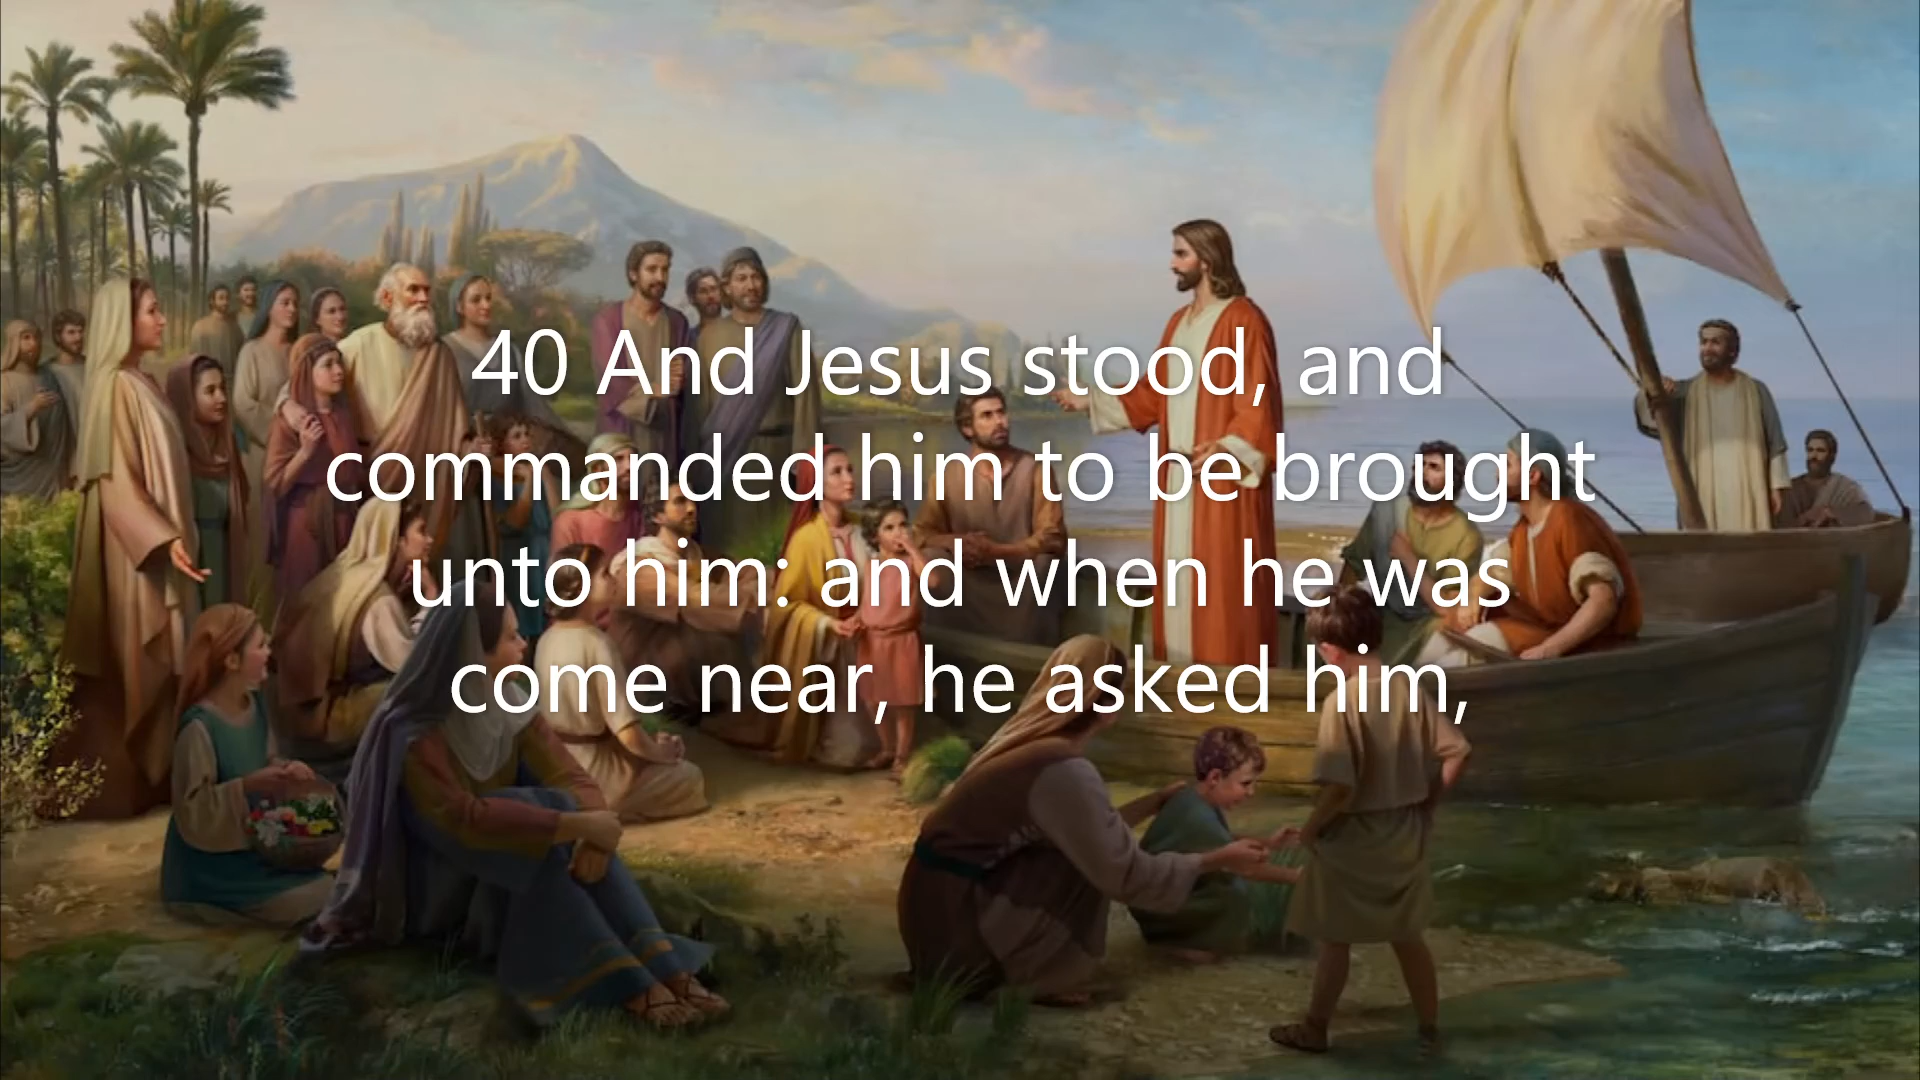 40 And Jesus stood, and
commanded him to be brought
unto him: and when he was
come near, he asked him,